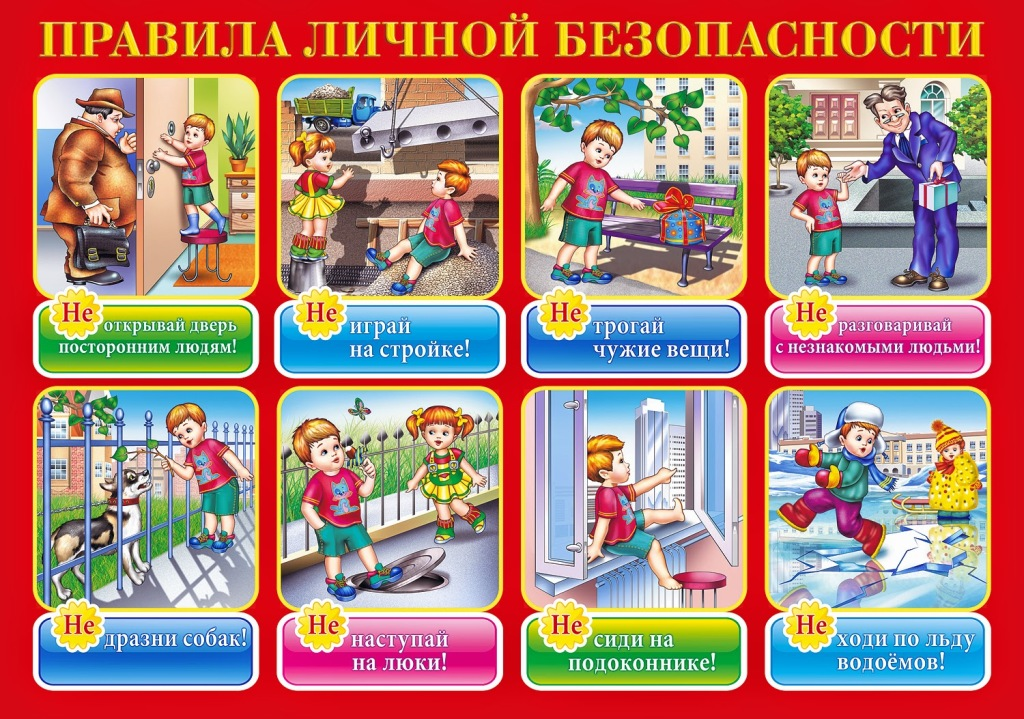 ПРАВИЛА ЛИЧНОЙ БЕЗОПАСНОСТИ
Не открывай дверь
посторонним людям!
Не играй
на стройке!
Не трогай
чужие вещи!
Не разговаривай
с незнакомыми людьми!
Не дразни собак!
Не наступай
на люки!
Не сиди на
подоконнике!
Не ходи по льду
водоёмов!